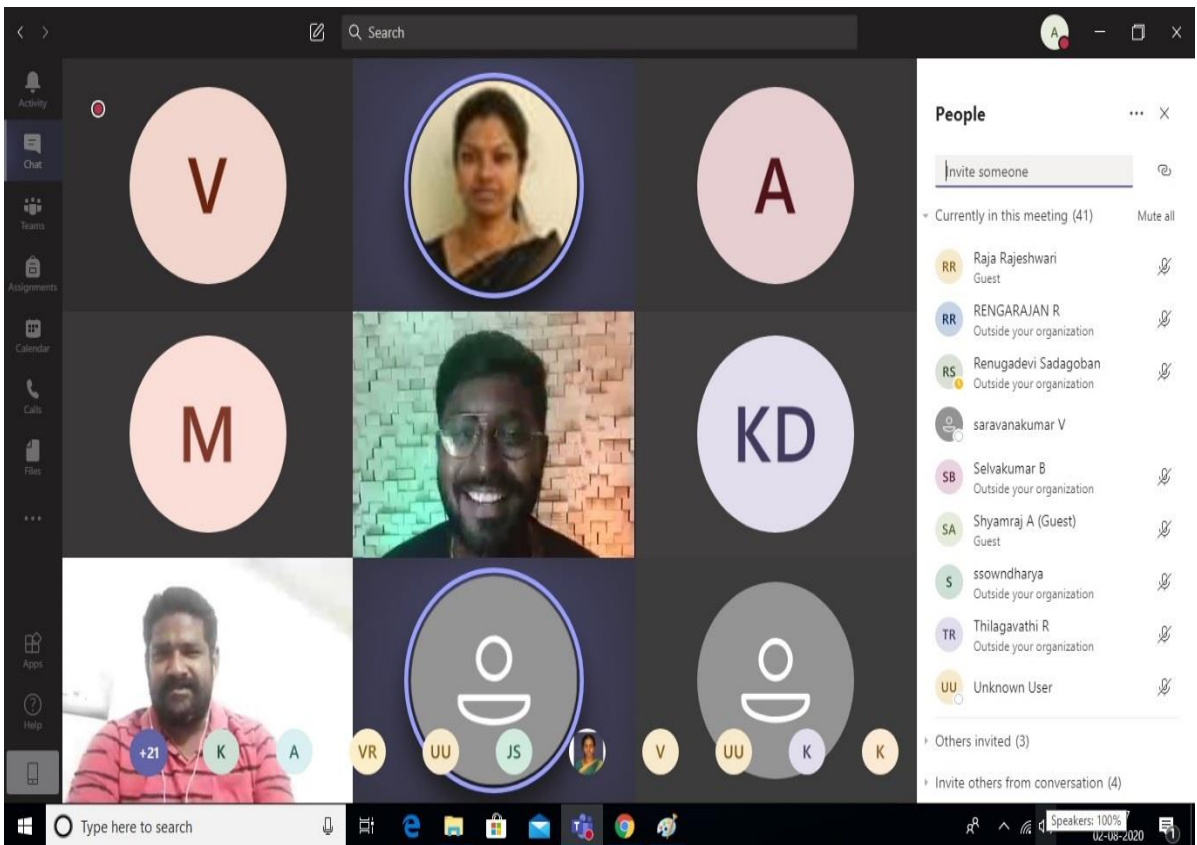 Search
A
Activity
Chat
Teams
Assignments
Calendar
Calls
Files
Apps
Help
V
A
M
KD
+21
K
A
VR
UU
JS
V
UU
K
K
People
Invite someone
Currently in this meeting (41) Mute all
RR Raja Rajeshwari
Guest
RR RENGARAJAN R
Outside your organization
RS Renugadevi Sadagoban
Outside your organization
saravanakumar V
SB Selvakumar B
Outside your organization
SA Shyamraj A (Guest)
Guest
S ssowndharya
Outside your organization
TR Thilagavathi R
Outside your organization
UU Unknown User
Others invited (3)
Invite others from conversation (4)
Type here to search
Speakers: 100%
02-08-2020
1